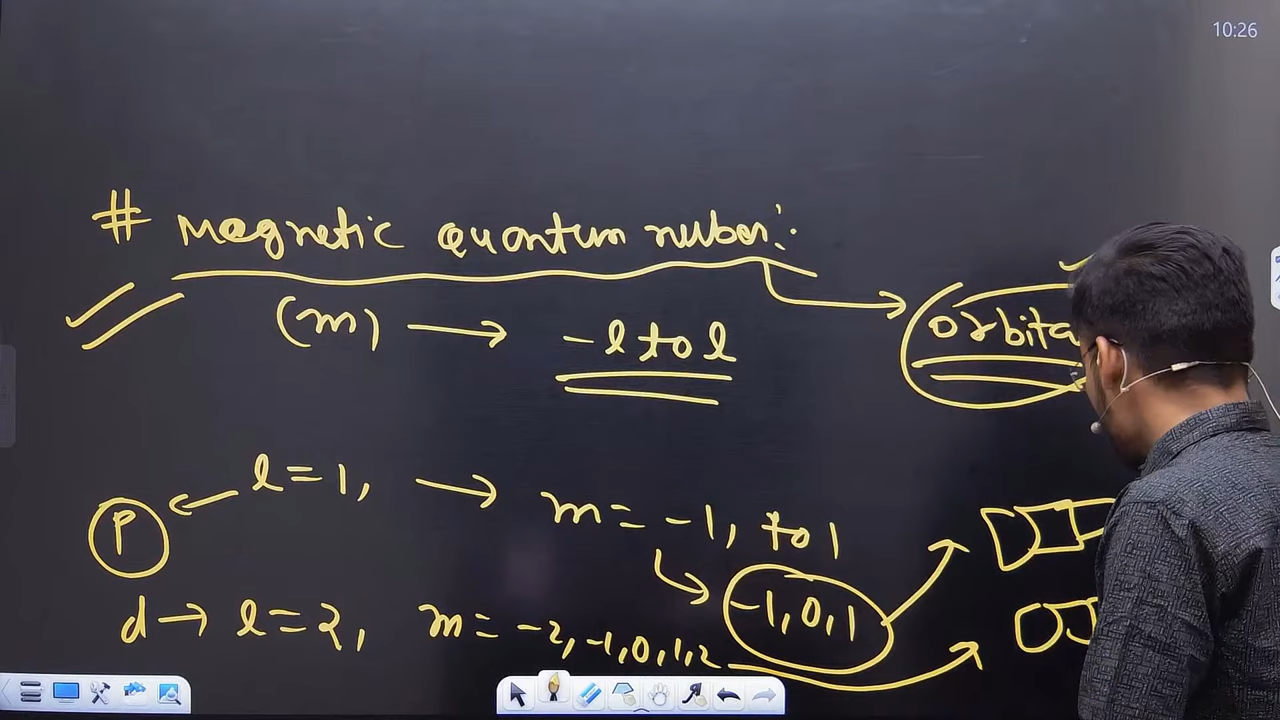 10:26
# Magnetic quantum nuber:
(m) → -l to l
orbita
l=1, → m= -1, to 1
P
-1,0,1
d → l=2, m= -2,-1,0,1,2